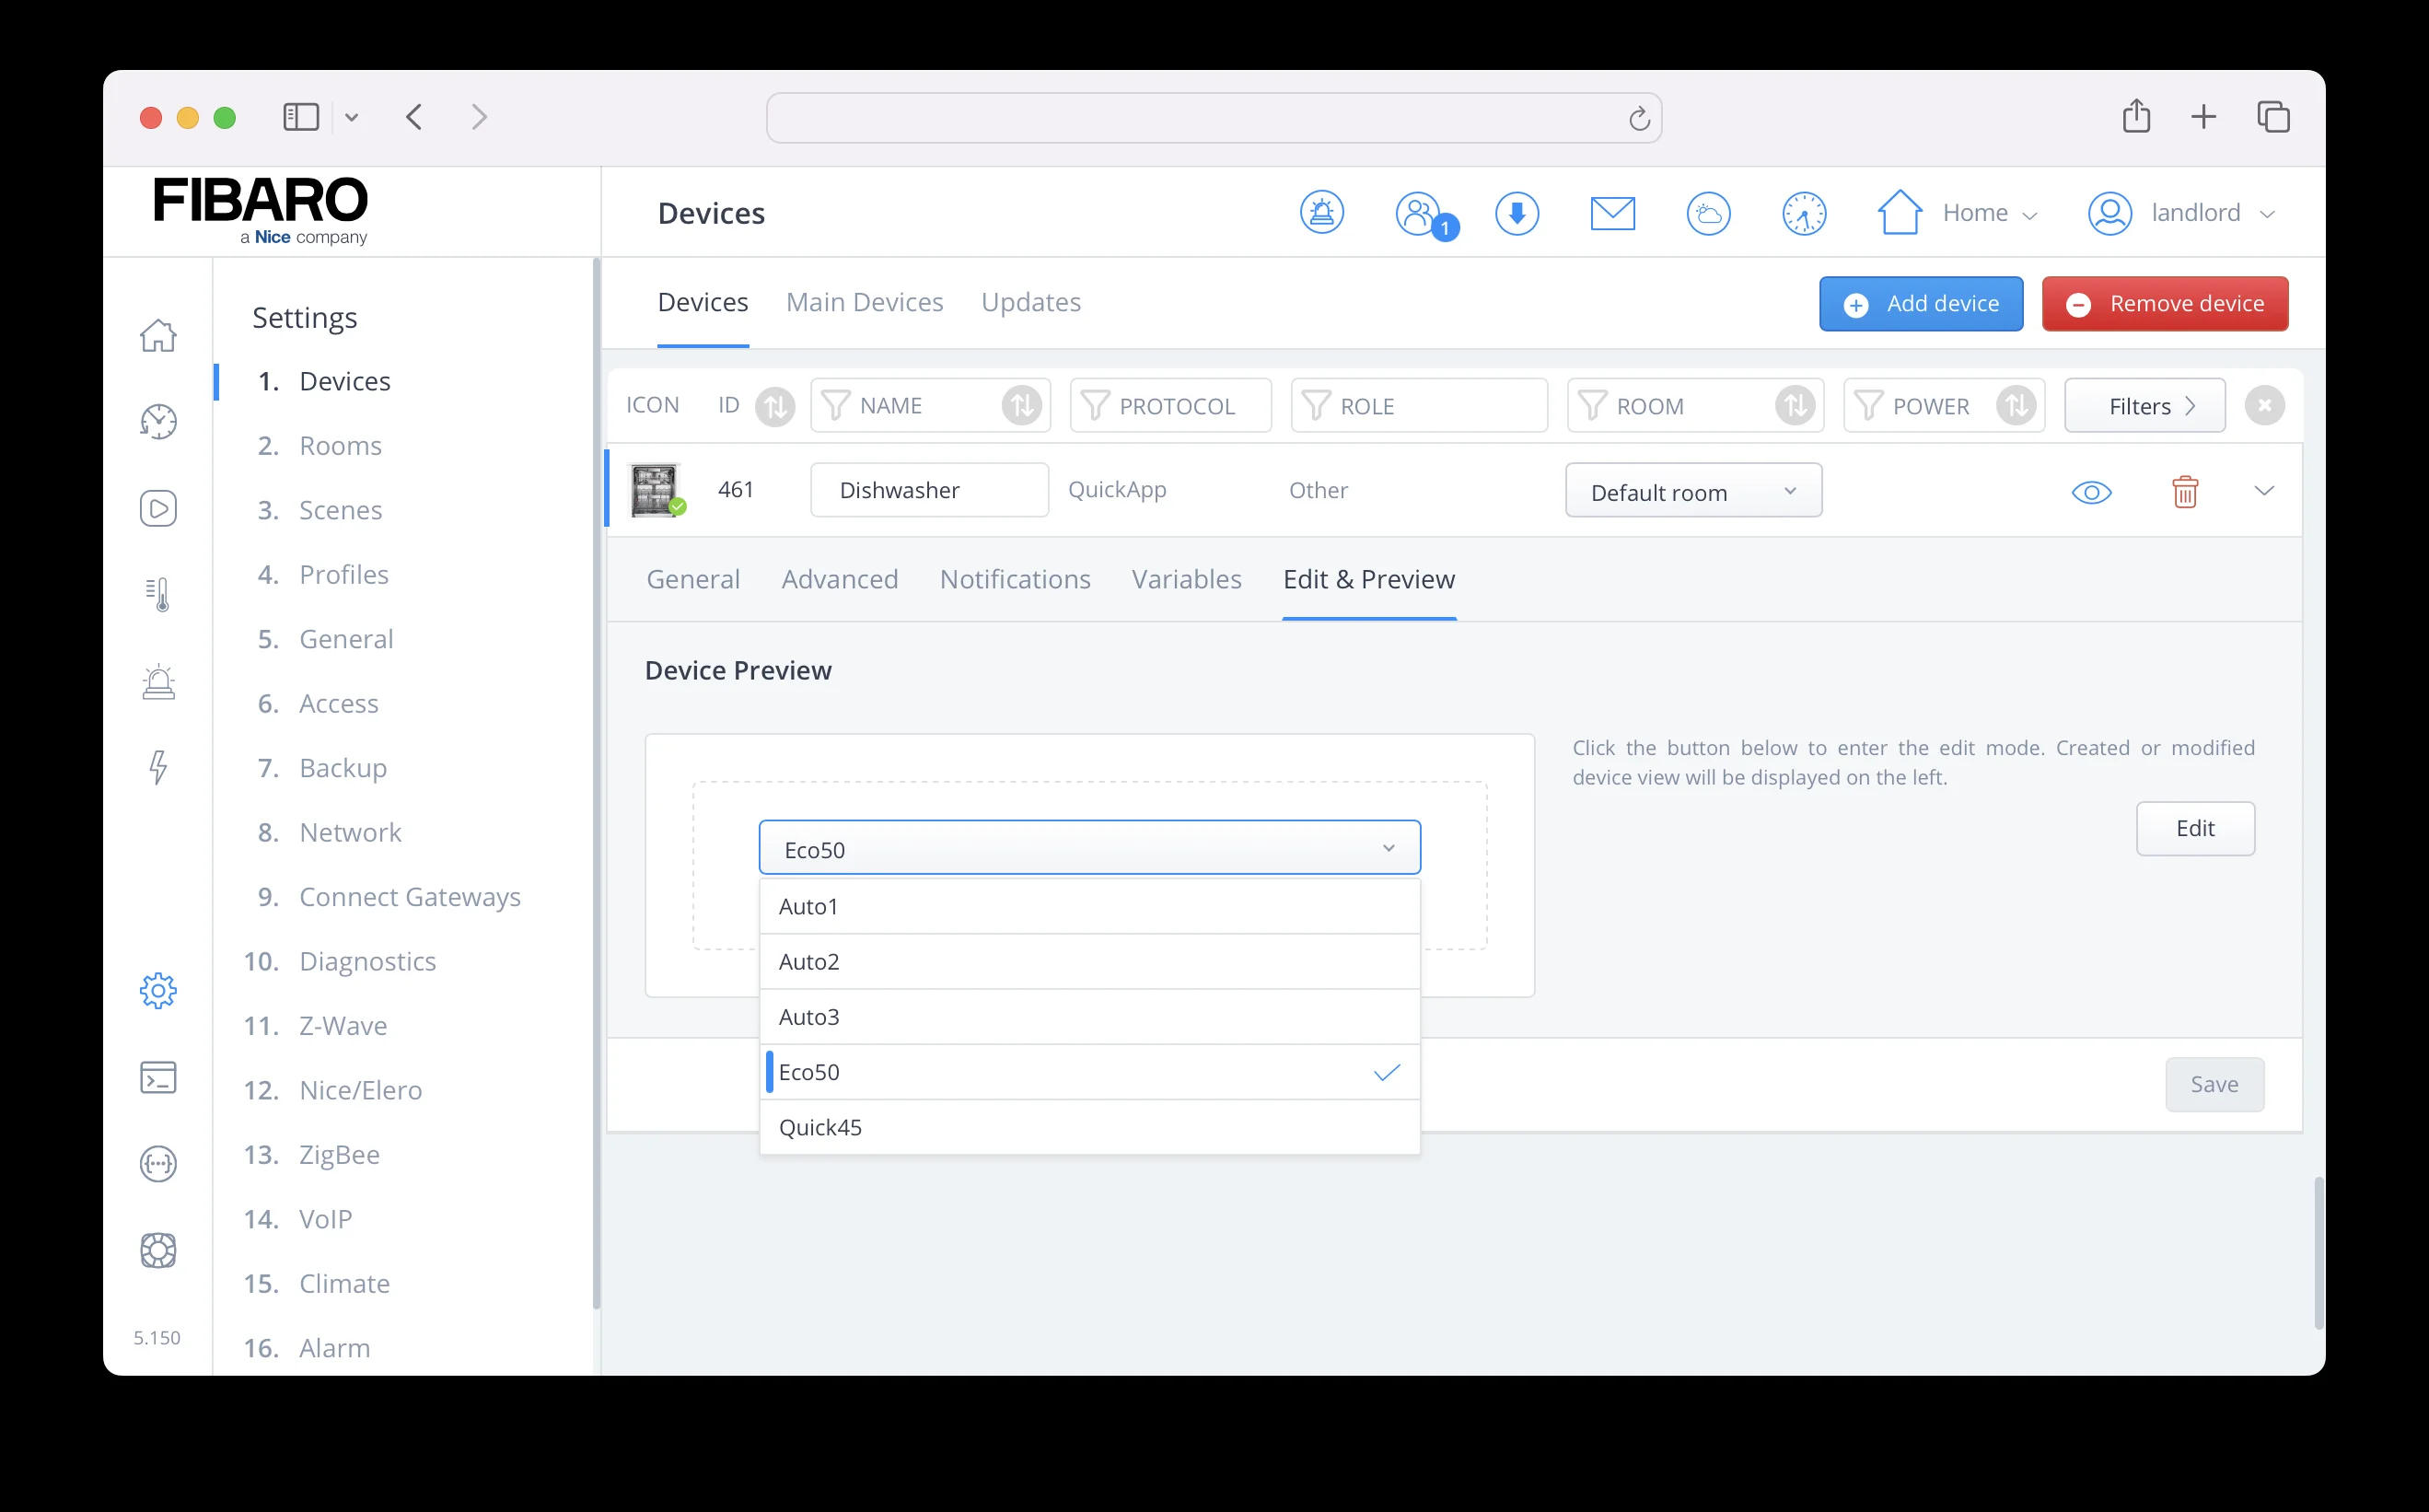 FIBARO
a Nice company
Devices
1
Home
landlord
Settings
1. Devices
2. Rooms
3. Scenes
4. Profiles
5. General
6. Access
7. Backup
8. Network
9. Connect Gateways
10. Diagnostics
11. Z-Wave
12. Nice/Elero
13. ZigBee
14. VoIP
15. Climate
16. Alarm
5.150
Devices Main Devices Updates
Add device Remove device
ICON ID NAME PROTOCOL ROLE ROOM POWER Filters
461 Dishwasher QuickApp Other Default room
General Advanced Notifications Variables Edit & Preview
Device Preview
Eco50
Auto1
Auto2
Auto3
Eco50
Quick45
Click the button below to enter the edit mode. Created or modified
device view will be displayed on the left.
Edit
Save